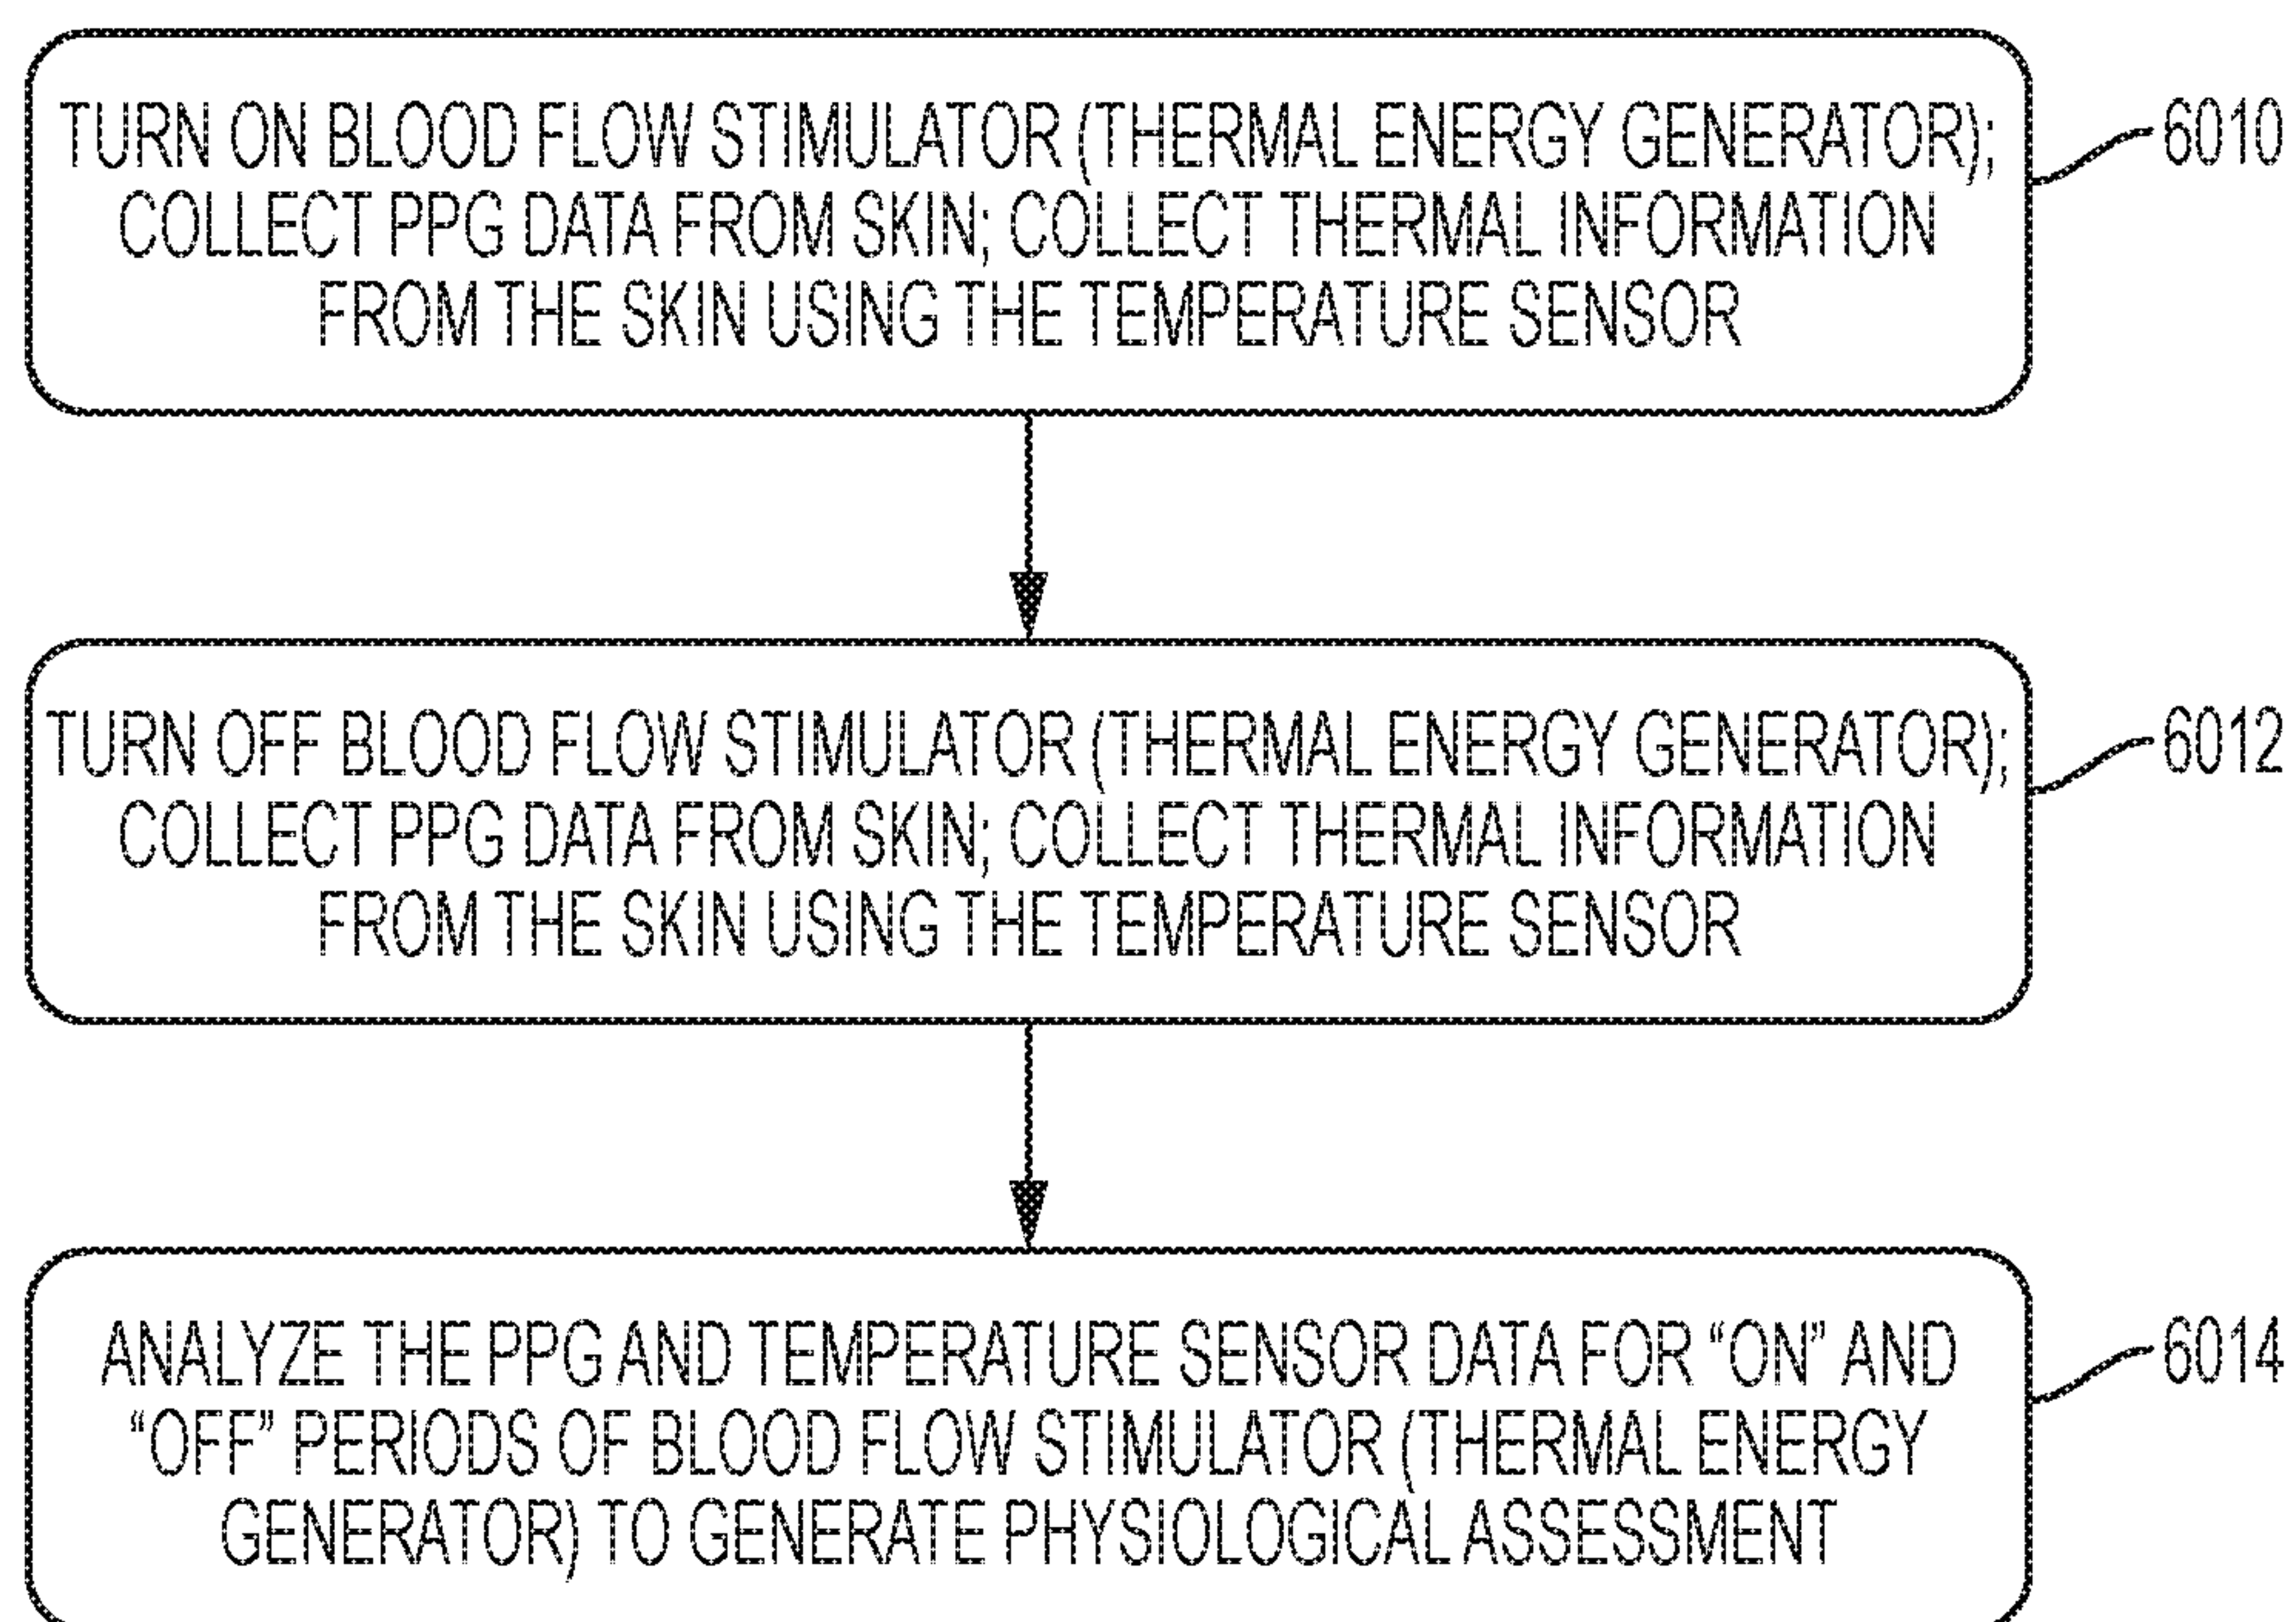 TURN ON BLOOD FLOW STIMULATOR (THERMAL ENERGY GENERATOR);
COLLECT PPG DATA FROM SKIN; COLLECT THERMAL INFORMATION
FROM THE SKIN USING THE TEMPERATURE SENSOR
6010
TURN OFF BLOOD FLOW STIMULATOR (THERMAL ENERGY GENERATOR);
COLLECT PPG DATA FROM SKIN; COLLECT THERMAL INFORMATION
FROM THE SKIN USING THE TEMPERATURE SENSOR
6012
ANALYZE THE PPG AND TEMPERATURE SENSOR DATA FOR “ON” AND
“OFF” PERIODS OF BLOOD FLOW STIMULATOR (THERMAL ENERGY
GENERATOR) TO GENERATE PHYSIOLOGICAL ASSESSMENT
6014